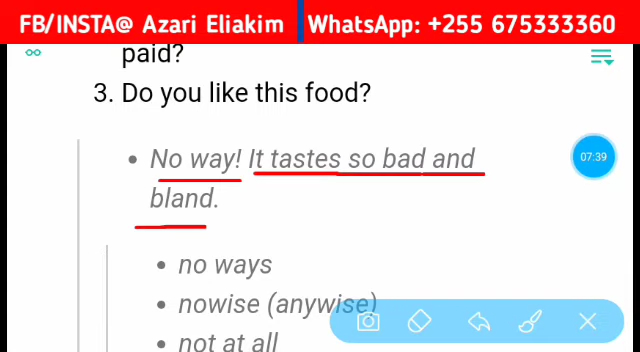 FB/INSTA@ Azari Eliakim WhatsApp: +255 675333360
paid?
3. Do you like this food?
07:39
• No way! It tastes so bad and
bland.
• no ways
• nowise (anywise)
• not at all